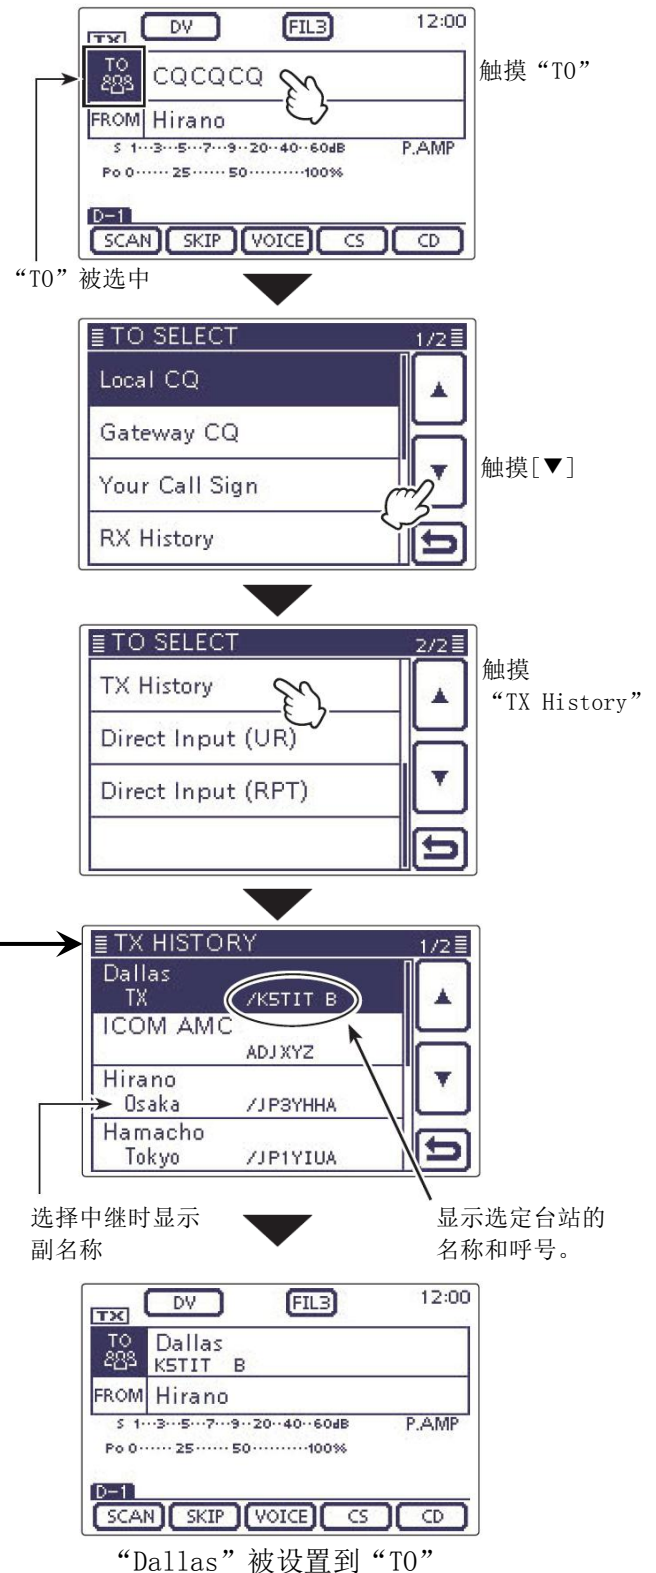 DV FIL3 12:00
TX
TO CQCQCQ 触摸“TO”
FROM Hirano
S 1···3···5···7···9··20··40··60dB P.AMP
Po 0······25······50·········100%
D-1
SCAN SKIP VOICE CS CD
“TO”被选中
TO SELECT 1/2
Local CQ
Gateway CQ
Your Call Sign 触摸[▼]
RX History
TO SELECT 2/2
TX History 触摸
“TX History”
Direct Input (UR)
Direct Input (RPT)
TX HISTORY 1/2
Dallas
TX /K5TIT B
ICOM AMC
ADJXYZ
Hirano
Osaka /JP3YHHA
Hamacho
Tokyo /JP1YIUA
选择中继时显示
副名称
显示选定台站的
名称和呼号。
DV FIL3 12:00
TX
TO Dallas
K5TIT B
FROM Hirano
S 1···3···5···7···9··20··40··60dB P.AMP
Po 0······25······50·········100%
D-1
SCAN SKIP VOICE CS CD
“Dallas”被设置到“TO”